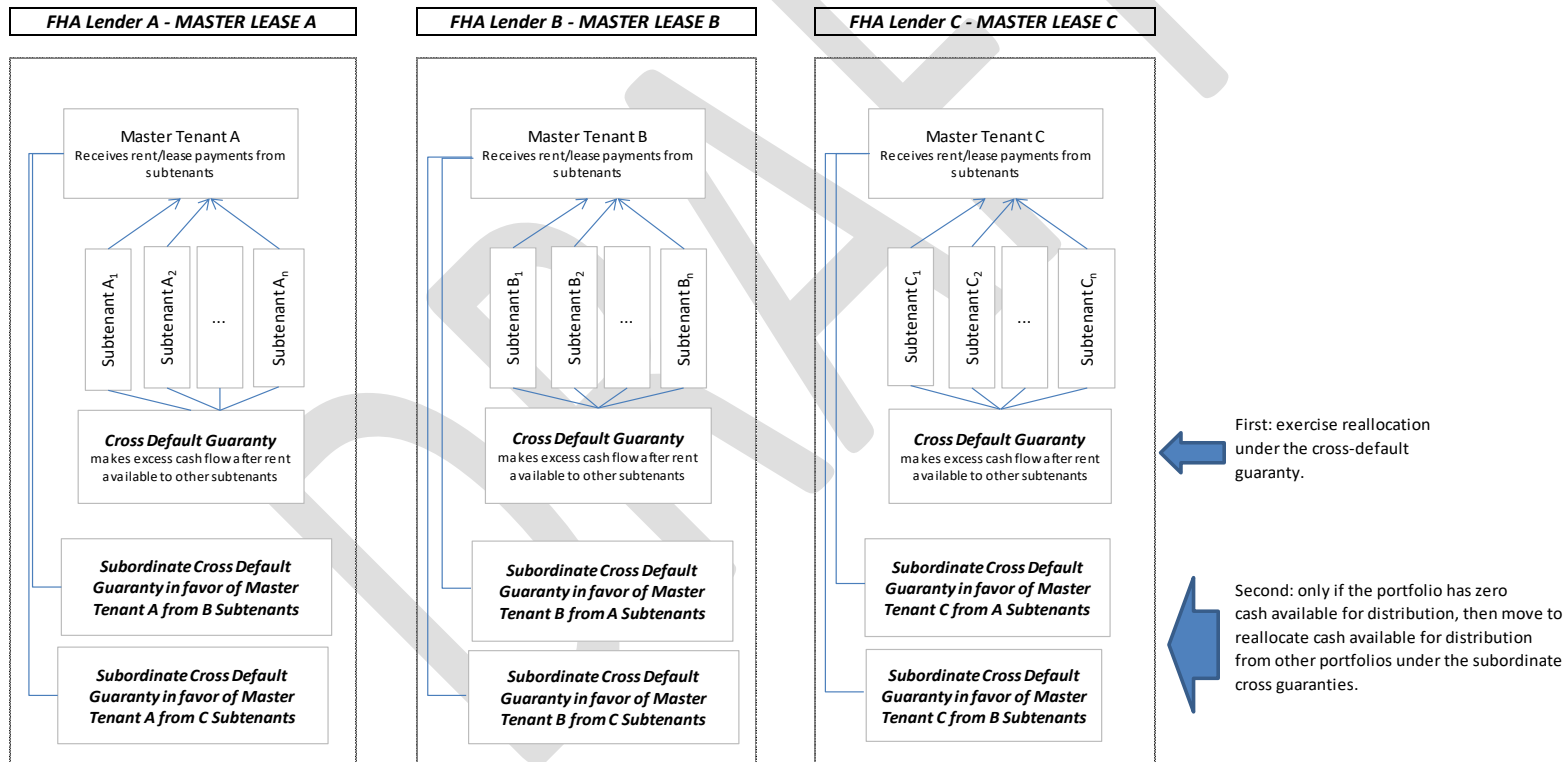 FHA Lender A - MASTER LEASE A
Master Tenant A
Receives rent/lease payments from
subtenants
Subtenant A1
Subtenant A2
...
Subtenant An
Cross Default Guaranty
makes excess cash flow after rent
available to other subtenants
Subordinate Cross Default
Guaranty in favor of Master
Tenant A from B Subtenants
Subordinate Cross Default
Guaranty in favor of Master
Tenant A from C Subtenants
FHA Lender B - MASTER LEASE B
Master Tenant B
Receives rent/lease payments from
subtenants
Subtenant B1
Subtenant B2
...
Subtenant Bn
Cross Default Guaranty
makes excess cash flow after rent
available to other subtenants
Subordinate Cross Default
Guaranty in favor of Master
Tenant B from A Subtenants
Subordinate Cross Default
Guaranty in favor of Master
Tenant B from C Subtenants
FHA Lender C - MASTER LEASE C
Master Tenant C
Receives rent/lease payments from
subtenants
Subtenant C1
Subtenant C2
...
Subtenant Cn
Cross Default Guaranty
makes excess cash flow after rent
available to other subtenants
Subordinate Cross Default
Guaranty in favor of Master
Tenant C from A Subtenants
Subordinate Cross Default
Guaranty in favor of Master
Tenant C from B Subtenants
First: exercise reallocation
under the cross-default
guaranty.
Second: only if the portfolio has zero
cash available for distribution, then move to
reallocate cash available for distribution
from other portfolios under the subordinate
cross guaranties.
DRAFT